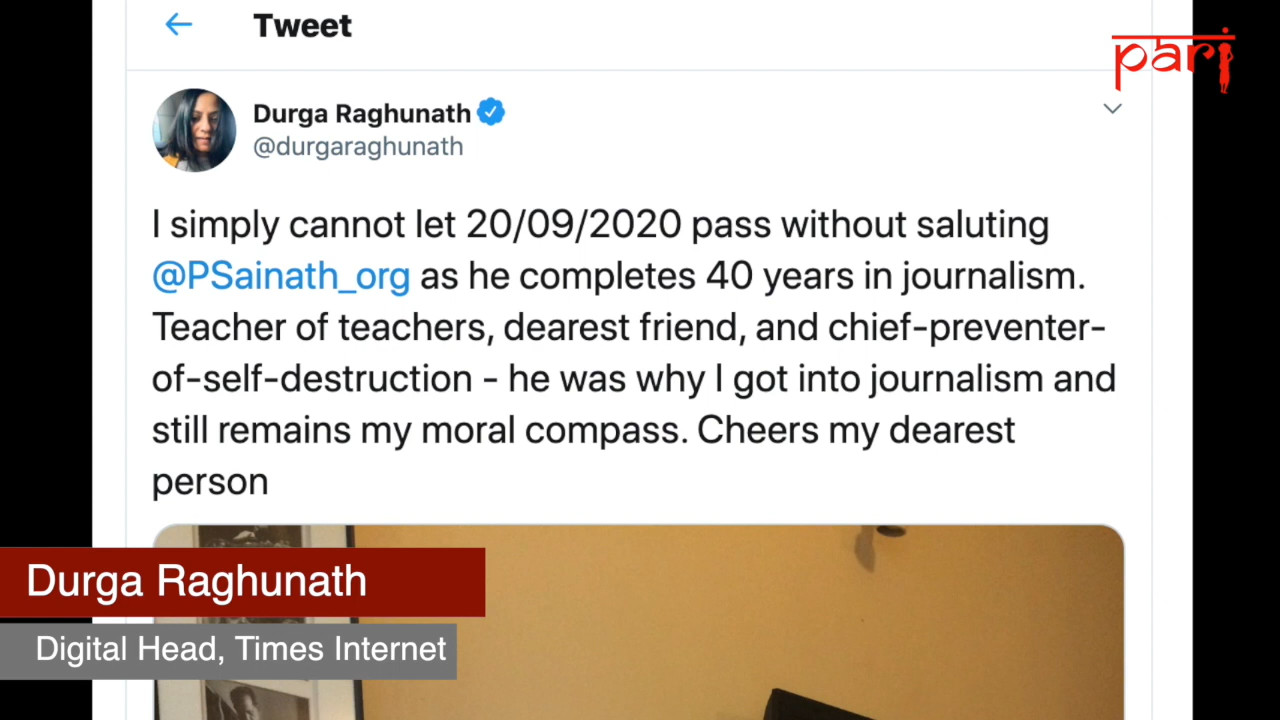 Tweet
pari
Durga Raghunath
@durgaraghunath
I simply cannot let 20/09/2020 pass without saluting
@PSainath_org as he completes 40 years in journalism.
Teacher of teachers, dearest friend, and chief-preventer-
of-self-destruction - he was why I got into journalism and
still remains my moral compass. Cheers my dearest
person
Durga Raghunath
Digital Head, Times Internet